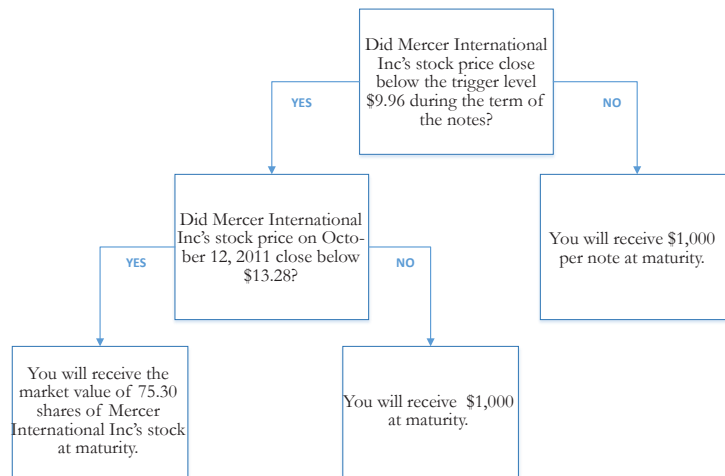 Did Mercer International
Inc's stock price close
below the trigger level
$9.96 during the term of
the notes?
YES
NO
Did Mercer International
Inc's stock price on Octo-
ber 12, 2011 close below
$13.28?
You will receive $1,000
per note at maturity.
YES
NO
You will receive the
market value of 75.30
shares of Mercer
International Inc's stock
at maturity.
You will receive $1,000
at maturity.